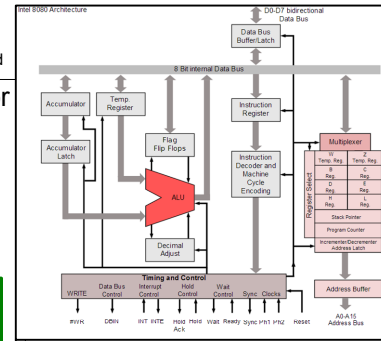 Intel 8080 Architecture
D0-D7 bidirectional
Data Bus
Data Bus
Buffer/Latch
8 Bit internal Data Bus
Accumulator
Temp.
Register
Instruction
Register
Accumulator
Latch
Flag
Flip Flops
Instruction
Decoder and
Machine
Cycle
Encoding
ALU
Decimal
Adjust
Multiplexer
Register Select
W
Temp. Reg.
Z
Temp. Reg.
B
Reg.
C
Reg.
D
Reg.
E
Reg.
H
Reg.
L
Reg.
Stack Pointer
Program Counter
Incrementer/Decrementer
Address Latch
Address Buffer
A0-A15
Address Bus
Timing and Control
WRITE
Data Bus
Control
Interrupt
Control
Hold
Control
Wait
Control
Sync
Clocks
#WR
DBIN
INT
INTE
Hold
Ack
Hold
Wait
Ready
Sync
Ph1
Ph2
Reset
d
r